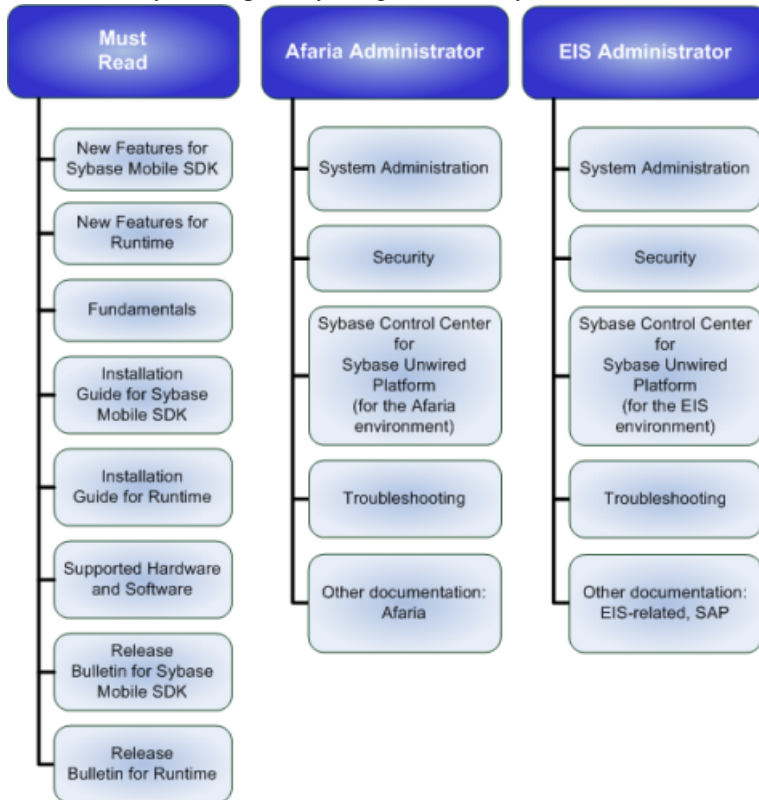 Must
Read
New Features for
Sybase Mobile SDK
New Features for
Runtime
Fundamentals
Installation
Guide for Sybase
Mobile SDK
Installation
Guide for Runtime
Supported Hardware
and Software
Release
Bulletin for Sybase
Mobile SDK
Release
Bulletin for Runtime
Afaria Administrator
System Administration
Security
Sybase Control Center
for
Sybase Unwired
Platform
(for the Afaria
environment)
Troubleshooting
Other documentation:
Afaria
EIS Administrator
System Administration
Security
Sybase Control Center
for
Sybase Unwired
Platform
(for the EIS
environment)
Troubleshooting
Other documentation:
EIS-related, SAP